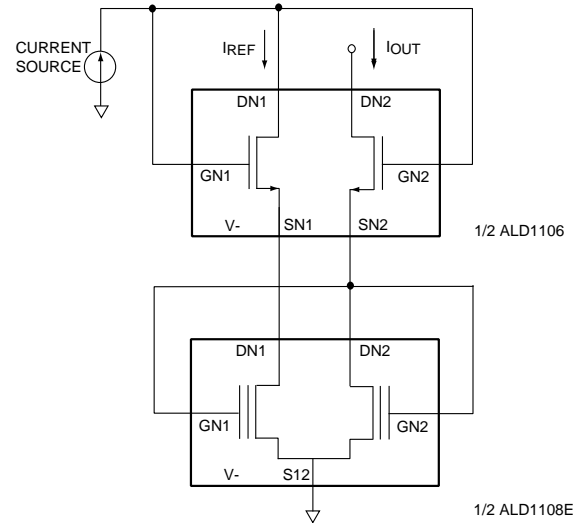 CURRENT
SOURCE
IREF
IOUT
DN1
DN2
GN1
GN2
V-
SN1
SN2
1/2 ALD1106
DN1
DN2
GN1
GN2
V-
S12
1/2 ALD1108E